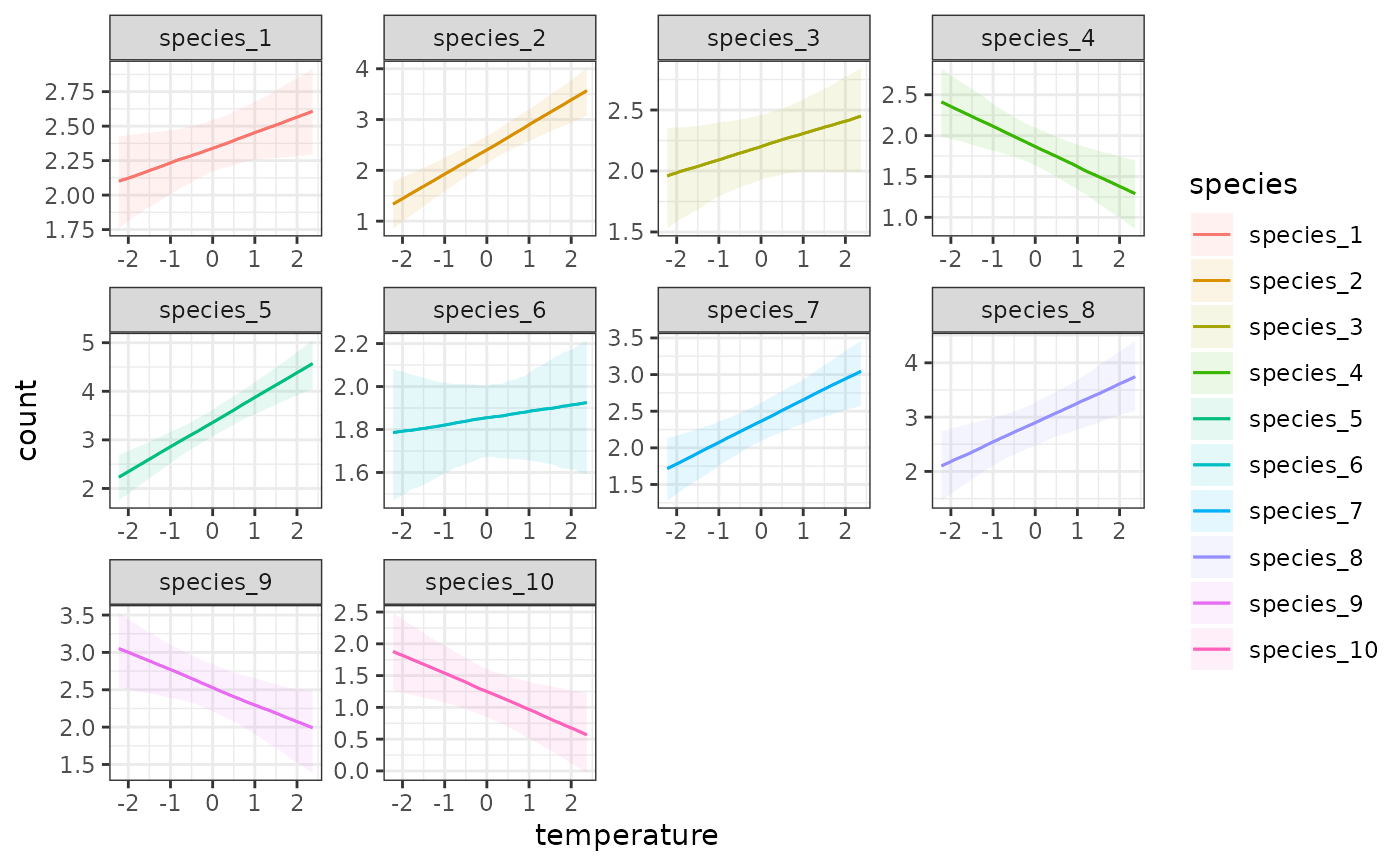 species_1 species_2 species_3 species_4
2.75 2.50 2.25 2.00 1.75
4 3 2 1
2.5 2.0 1.5
2.5 2.0 1.5 1.0
-2 -1 0 1 2 -2 -1 0 1 2 -2 -1 0 1 2 -2 -1 0 1 2
species_5 species_6 species_7 species_8
5 4 3 2
2.2 2.0 1.8 1.6
3.5 3.0 2.5 2.0 1.5
4 3 2
-2 -1 0 1 2 -2 -1 0 1 2 -2 -1 0 1 2 -2 -1 0 1 2
species_9 species_10
3.5 3.0 2.5 2.0 1.5
2.5 2.0 1.5 1.0 0.5 0.0
-2 -1 0 1 2 -2 -1 0 1 2
count
temperature
species
species_1
species_2
species_3
species_4
species_5
species_6
species_7
species_8
species_9
species_10